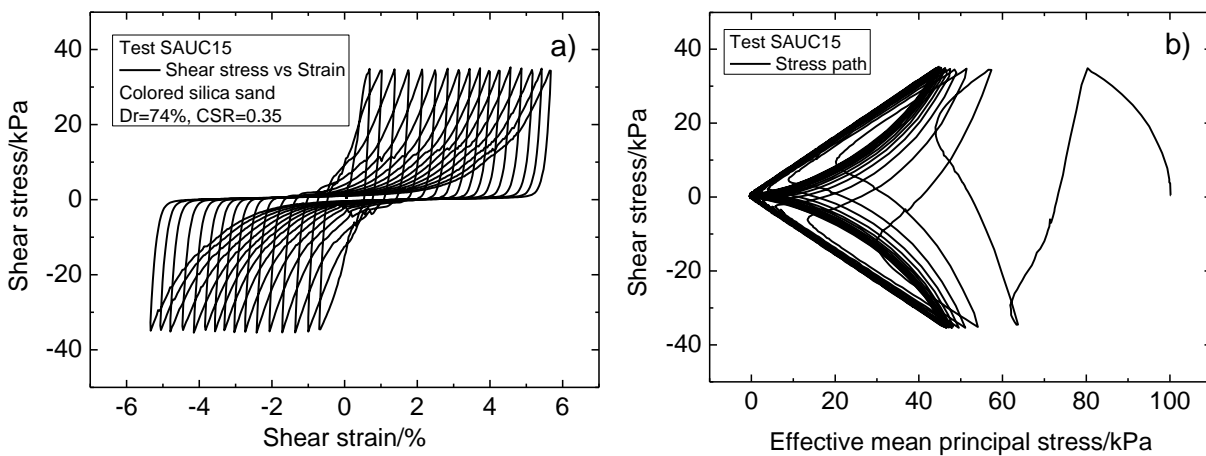 a)
Test SAUC15
Shear stress vs Strain
Colored silica sand
Dr=74%, CSR=0.35
Shear stress/kPa
40
20
0
-20
-40
-6 -4 -2 0 2 4 6
Shear strain/%
b)
Test SAUC15
Stress path
Shear stress/kPa
40
20
0
-20
-40
0 20 40 60 80 100
Effective mean principal stress/kPa